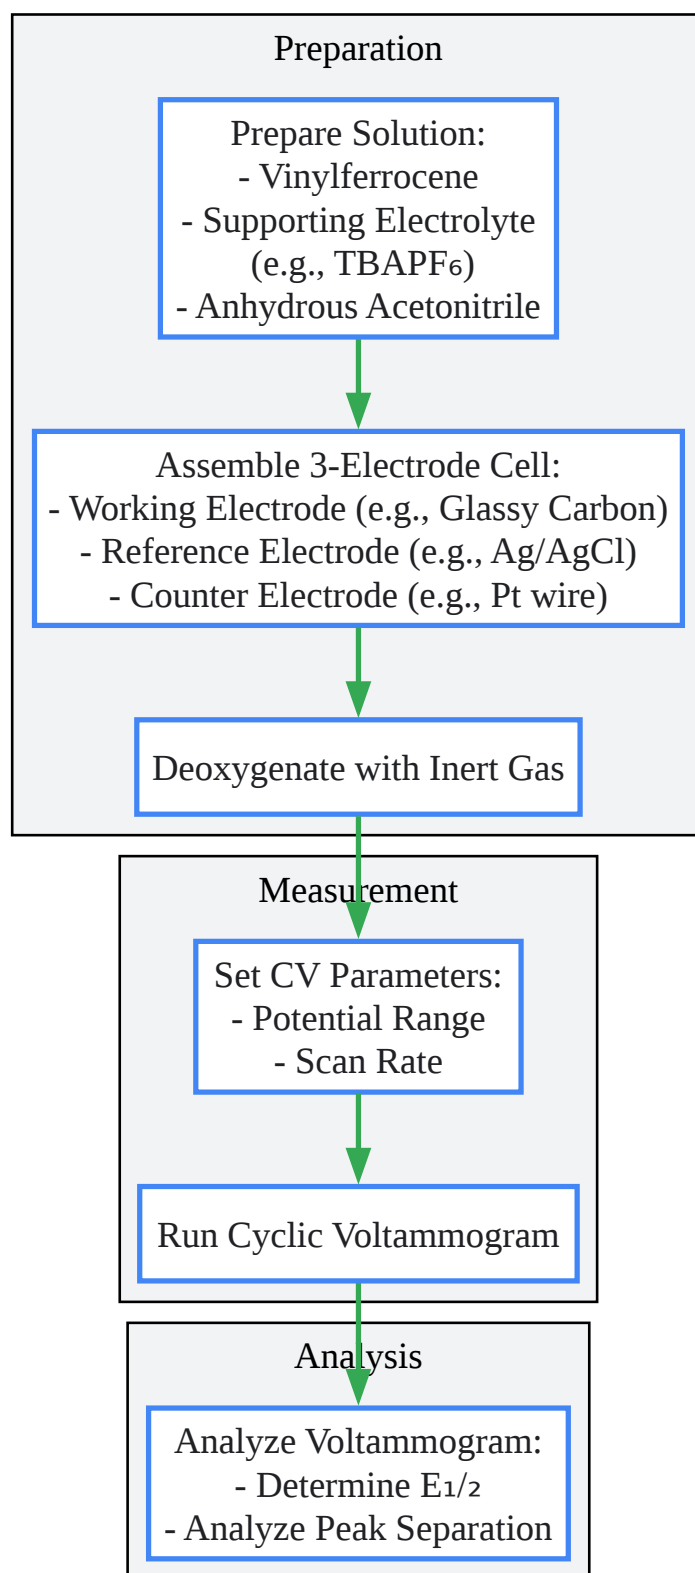 Preparation
Prepare Solution:
- Vinylferrocene
- Supporting Electrolyte
(e.g., TBAPF₆)
- Anhydrous Acetonitrile
Assemble 3-Electrode Cell:
- Working Electrode (e.g., Glassy Carbon)
- Reference Electrode (e.g., Ag/AgCl)
- Counter Electrode (e.g., Pt wire)
Deoxygenate with Inert Gas
Measurement
Set CV Parameters:
- Potential Range
- Scan Rate
Run Cyclic Voltammogram
Analysis
Analyze Voltammogram:
- Determine E₁/₂
- Analyze Peak Separation